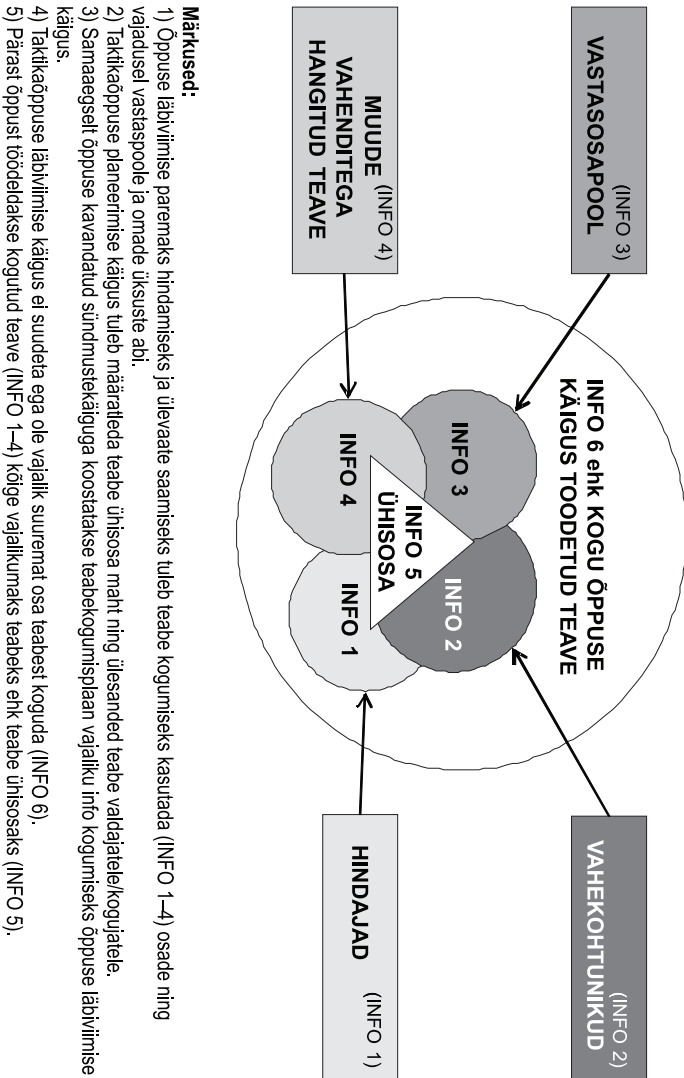 VASTASOSAPOOL (INFO 3)
VAHEKOHTUNIKUD (INFO 2)
INFO 6 ehk KOGU ÕPPUSE
KÄIGUS TOODETUD TEAVE
INFO 3
INFO 2
INFO 5
ÜHISOSA
INFO 4
INFO 1
MUUDE (INFO 4)
VAHENDITEGA
HANGITUD TEAVE
HINDAJAD (INFO 1)
Märkused:
1) Õppuse läbiviimise paremaks hindamiseks ja ülevaate saamiseks tuleb teabe kogumiseks kasutada (INFO 1–4) osade ning
vajadusel vastaspoole ja omade üksuste abi.
2) Taktikaõppuse planeerimise käigus tuleb määratleda teabe ühisosa maht ning ülesanded teabe valdajatele/kogujatele.
3) Samaaegselt õppuse kavandatud sündmustekäiguga koostatakse teabekogumisplaan vajaliku info kogumiseks õppuse läbiviimise
käigus.
4) Taktikaõppuse läbiviimise käigus ei suudeta ega ole vajalik suuremat osa teabest koguda (INFO 6).
5) Pärast õppust töödeldakse kogutud teave (INFO 1–4) kõige vajalikumaks teabeks ehk teabe ühisosaks (INFO 5).